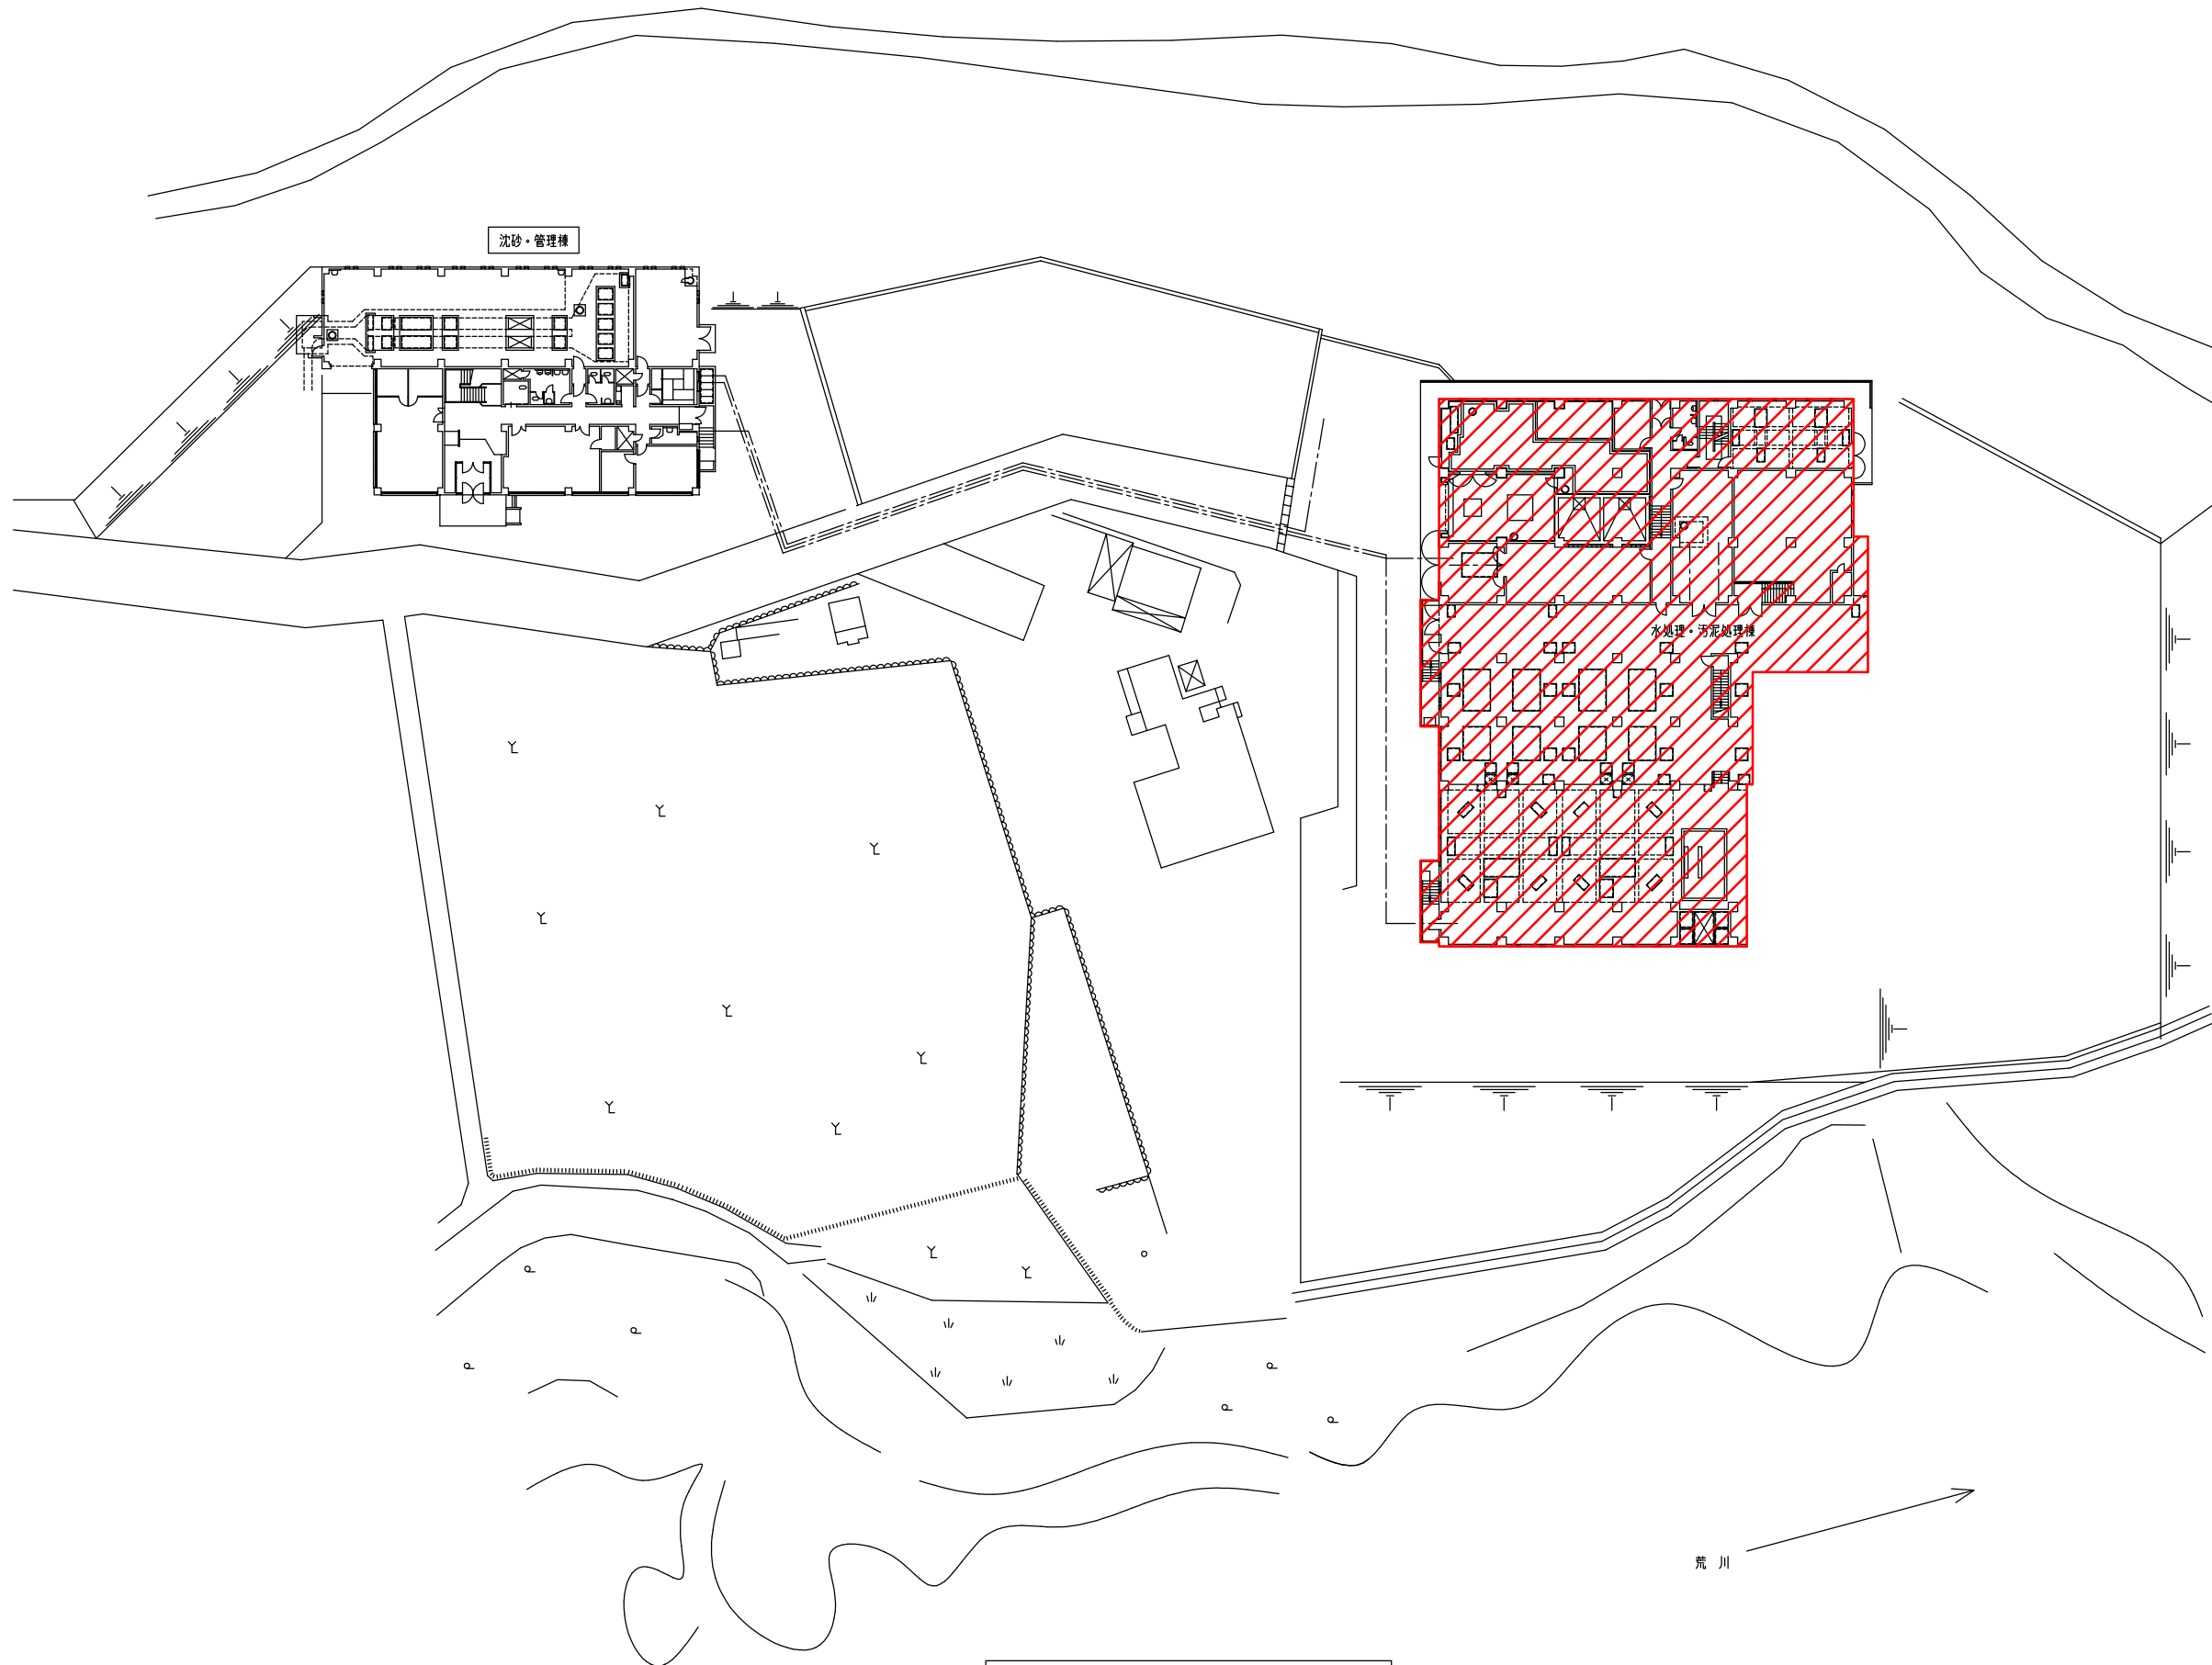 沈砂・管理棟
水処理・汚泥処理棟
荒 川